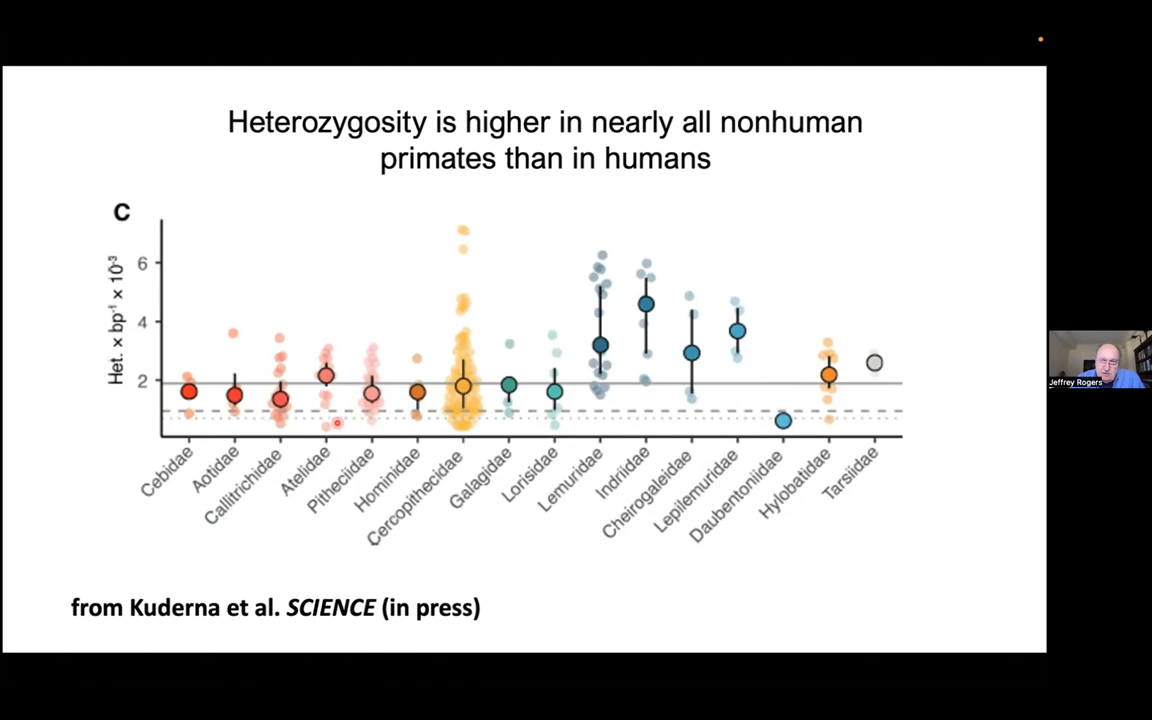 Heterozygosity is higher in nearly all nonhuman
primates than in humans
C
Het. × bp⁻¹ × 10⁻³
6
4
2
Cebidae
Aotidae
Callitrichidae
Atelidae
Pitheciidae
Hominidae
Cercopithecidae
Galagidae
Lorisidae
Lemuridae
Indriidae
Cheirogaleidae
Lepilemuridae
Daubentoniidae
Hylobatidae
Tarsiidae
from Kuderna et al. SCIENCE (in press)
Jeffrey Rogers